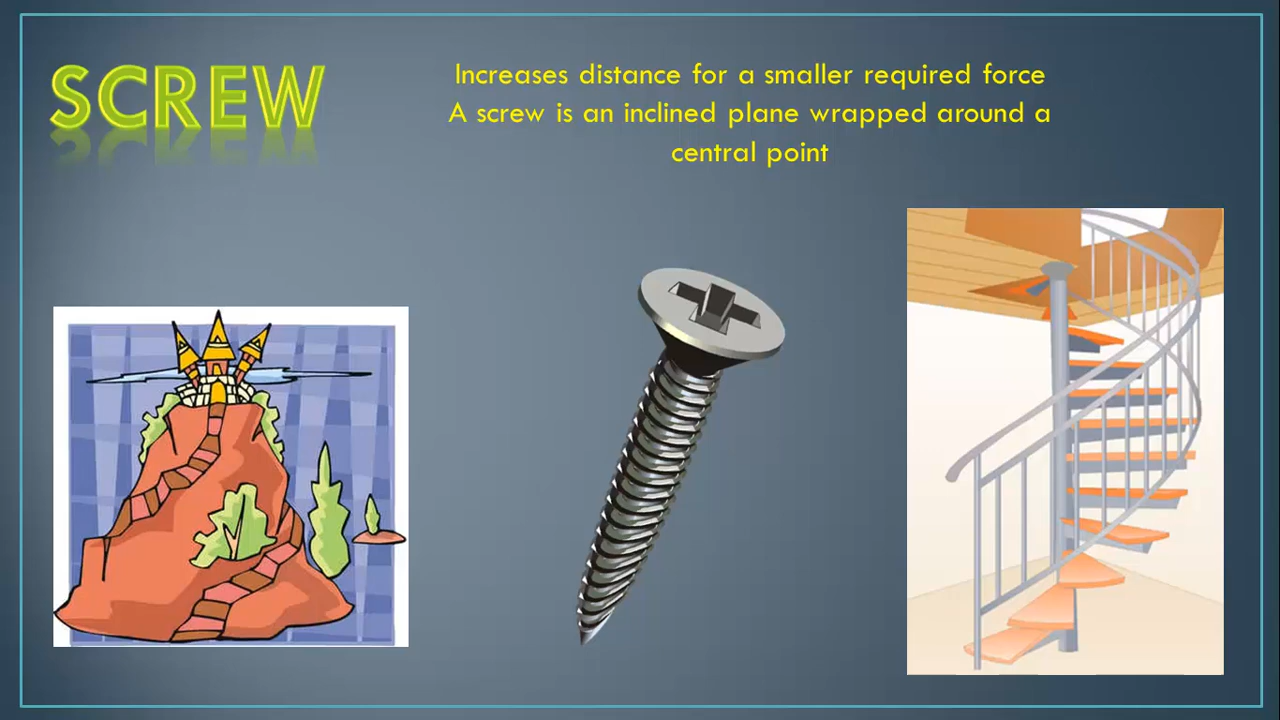 SCREW
Increases distance for a smaller required force
A screw is an inclined plane wrapped around a
central point